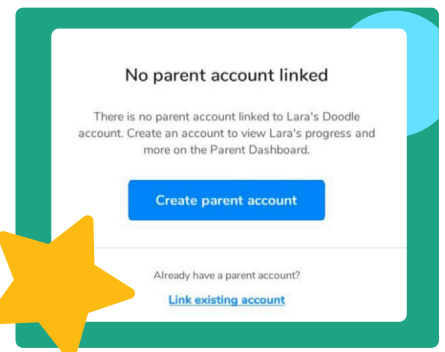 No parent account linked
There is no parent account linked to Lara's Doodle
account. Create an account to view Lara's progress and
more on the Parent Dashboard.
Create parent account
Already have a parent account?
Link existing account